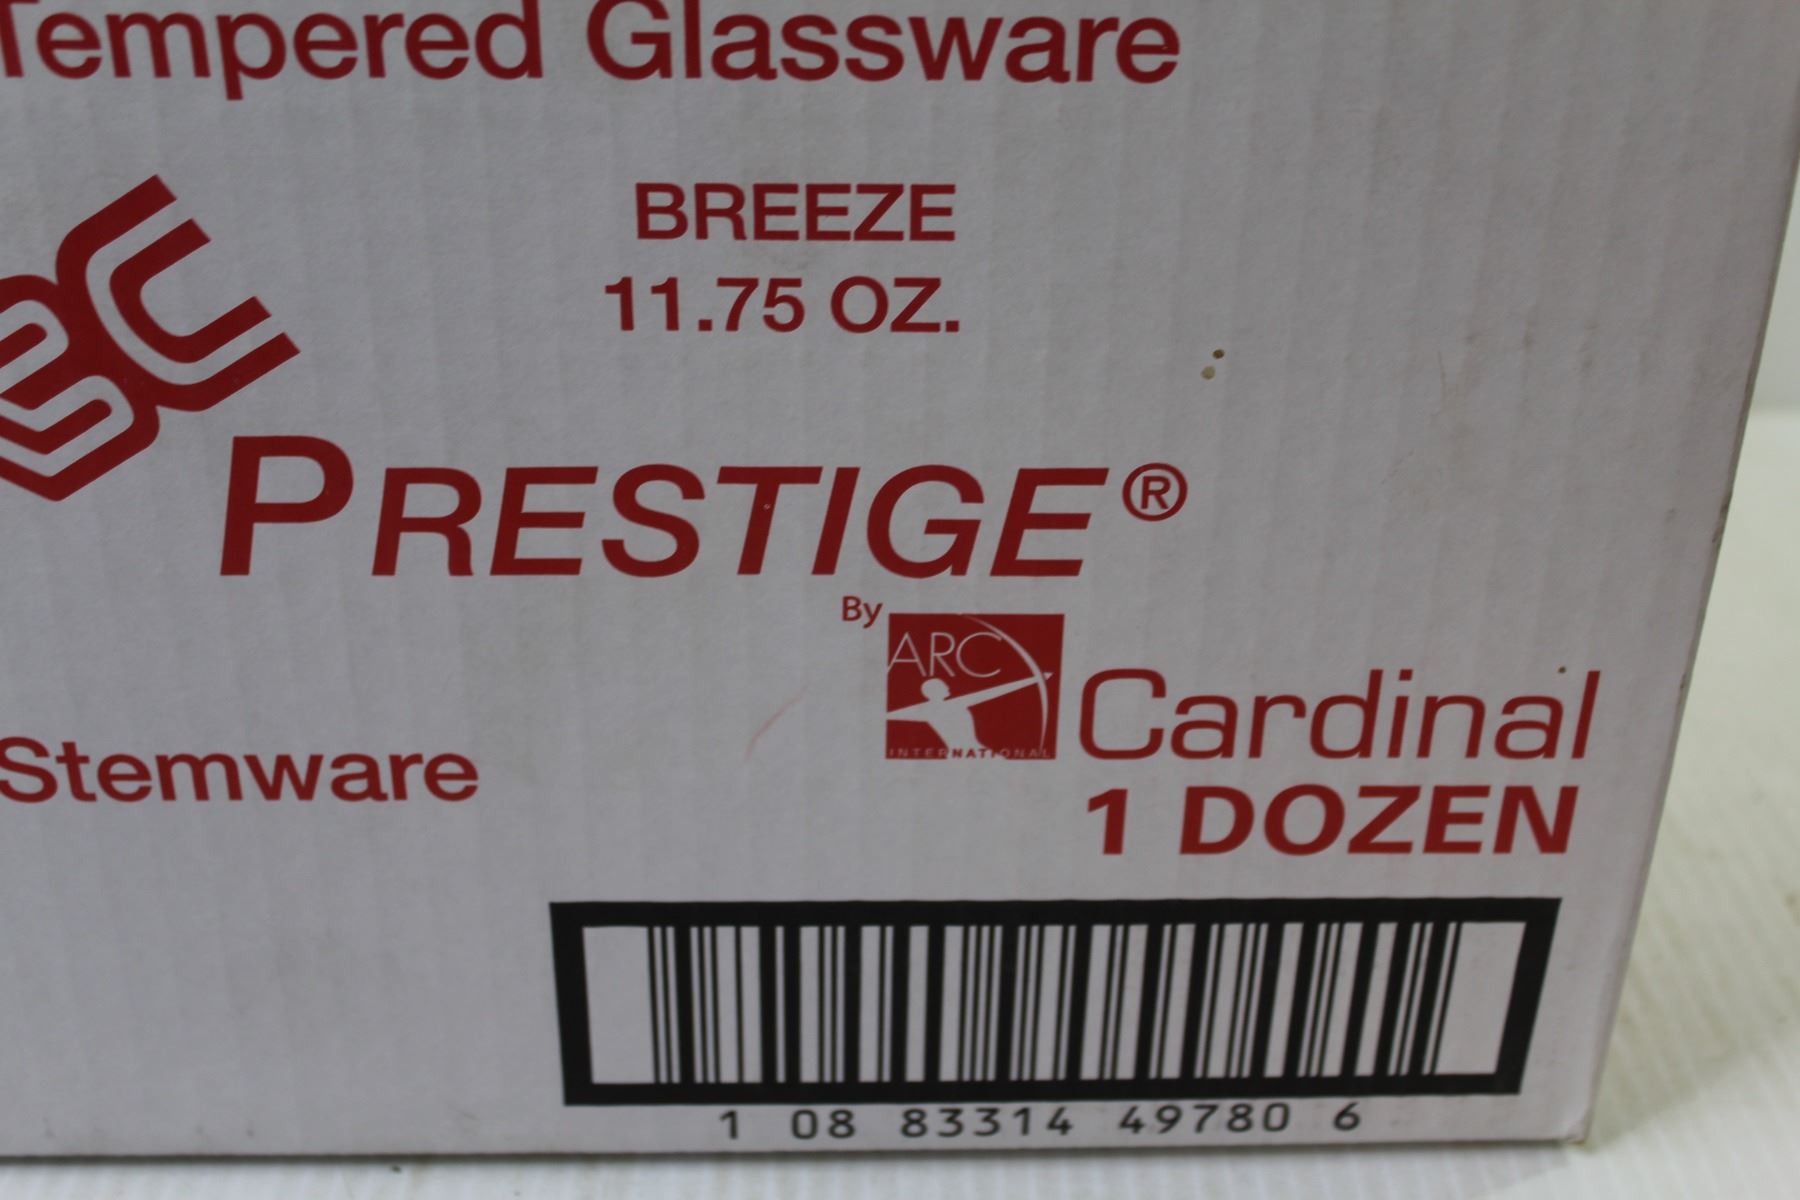 Tempered Glassware
BREEZE
11.75 OZ.
PRESTIGE®
By
ARC
INTERNATIONAL
Cardinal
Stemware
1 DOZEN
1 08 83314 49780 6